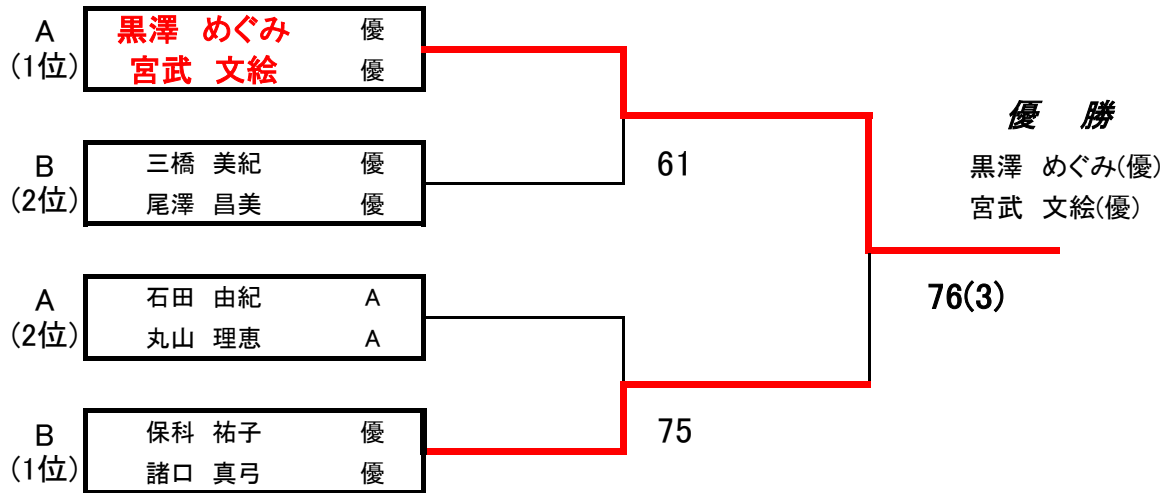 A
(1位)
黒澤 めぐみ 優
宮武 文絵 優
B
(2位)
三橋 美紀 優
尾澤 昌美 優
A
(2位)
石田 由紀 A
丸山 理恵 A
B
(1位)
保科 祐子 優
諸口 真弓 優
61
75
優 勝
黒澤 めぐみ(優)
宮武 文絵(優)
76(3)